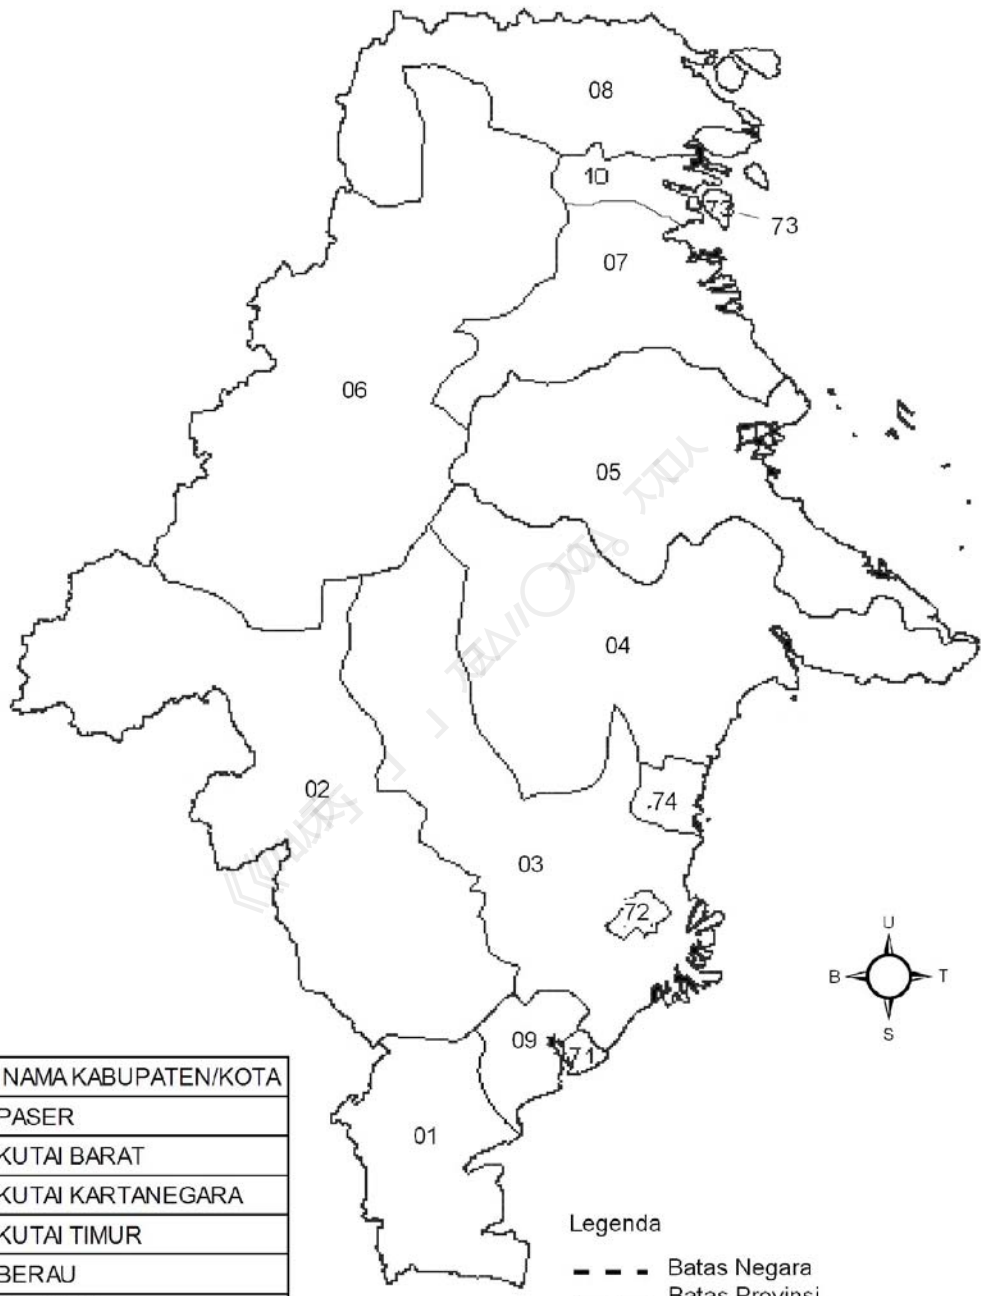 08
10
73
73
07
06
05
04
02
.74
03
72
U
B T
S
09
71
01
NAMA KABUPATEN/KOTA
PASER
KUTAI BARAT
KUTAI KARTANEGARA
KUTAI TIMUR
BERAU
Legenda
Batas Negara
Batas Provinsi